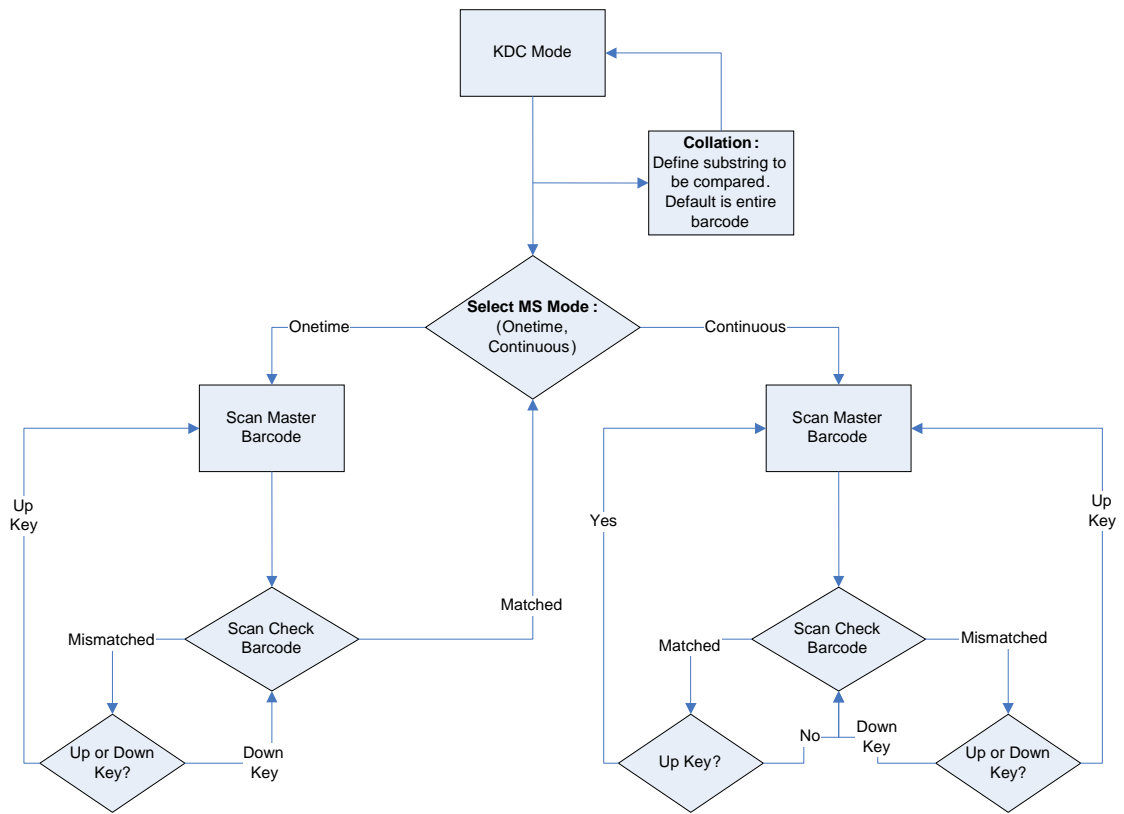 KDC Mode
Collation :
Define substring to
be compared.
Default is entire
barcode
Select MS Mode :
(Onetime,
Continuous)
Onetime
Continuous
Scan Master
Barcode
Scan Master
Barcode
Up
Key
Yes
Up
Key
Matched
Scan Check
Barcode
Mismatched
Scan Check
Barcode
Matched
Mismatched
Up or Down
Key?
Down
Key
Up Key?
No
Down
Key
Up or Down
Key?